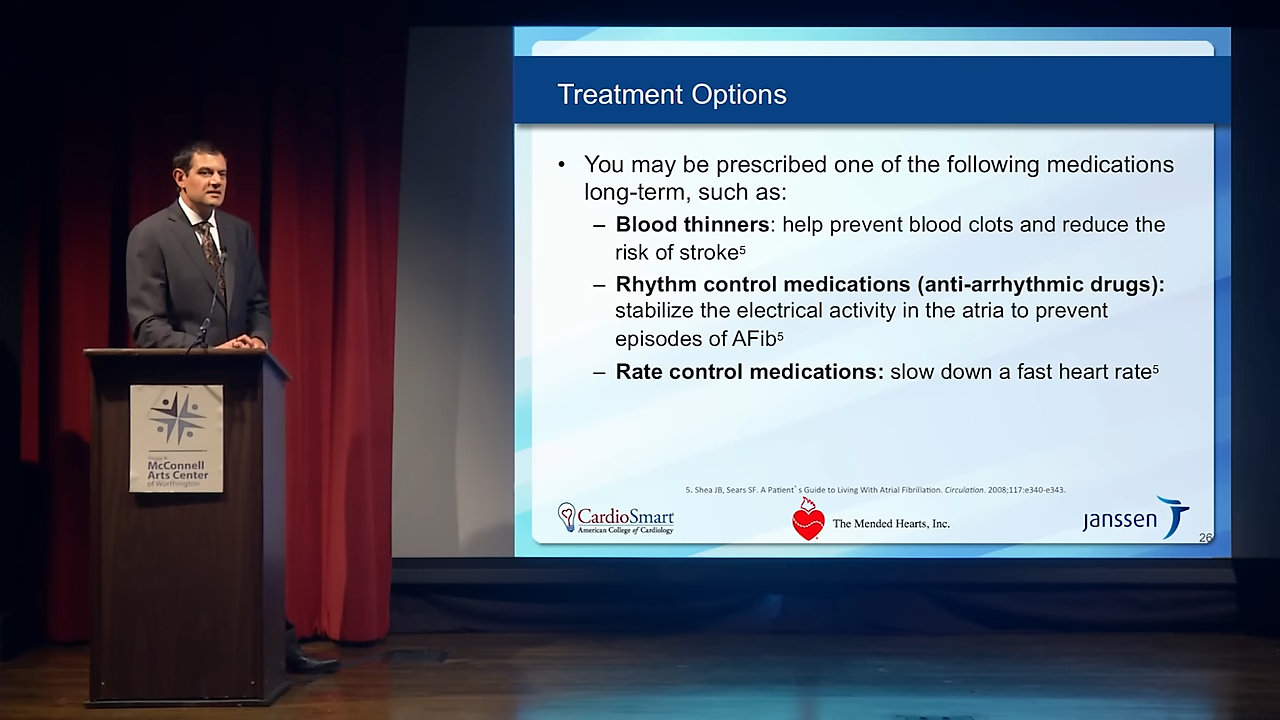 Treatment Options
• You may be prescribed one of the following medications
long-term, such as:
– Blood thinners: help prevent blood clots and reduce the
risk of stroke5
– Rhythm control medications (anti-arrhythmic drugs):
stabilize the electrical activity in the atria to prevent
episodes of AFib5
– Rate control medications: slow down a fast heart rate5
5. Shea JB, Sears SF. A Patient's Guide to Living With Atrial Fibrillation. Circulation. 2008;117:e340-e343.
CardioSmart
American College of Cardiology
The Mended Hearts, Inc.
janssen
26
McConnell
Arts Center
of Worthington